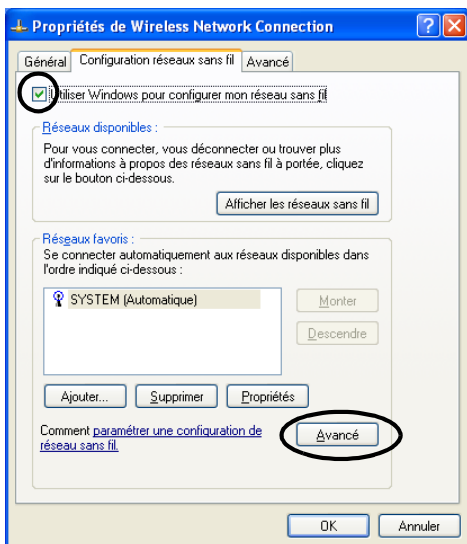 Propriétés de Wireless Network Connection
Général
Configuration réseaux sans fil
Avancé
Utiliser Windows pour configurer mon réseau sans fil
Réseaux disponibles :
Pour vous connecter, vous déconnecter ou trouver plus
d'informations à propos des réseaux sans fil à portée, cliquez
sur le bouton ci-dessous.
Afficher les réseaux sans fil
Réseaux favoris :
Se connecter automatiquement aux réseaux disponibles dans
l'ordre indiqué ci-dessous :
SYSTEM (Automatique)
Monter
Descendre
Ajouter...
Supprimer
Propriétés
Comment paramétrer une configuration de
réseau sans fil.
Avancé
OK
Annuler